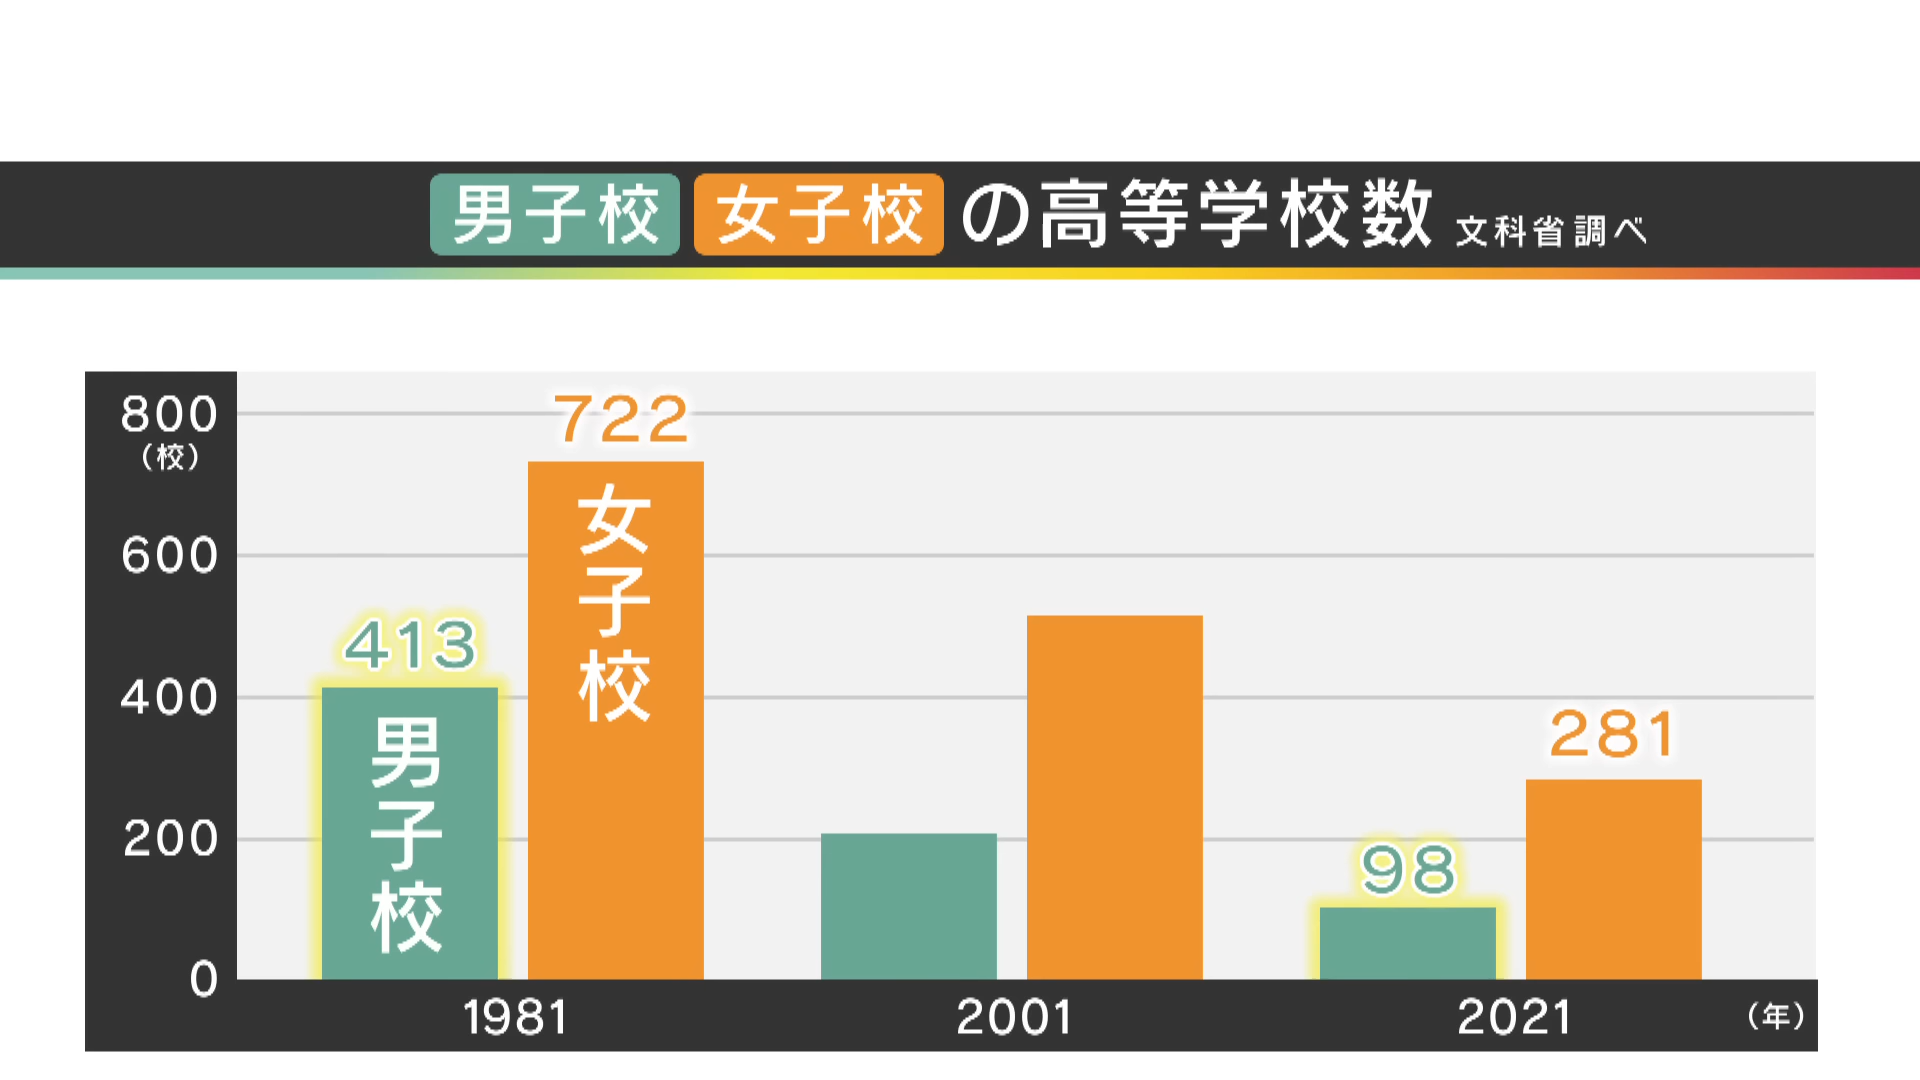 男子校 女子校 の高等学校数 文科省調べ
800
(校)
600
400
200
0
413
男子校
722
女子校
98
281
1981 2001 2021 (年)